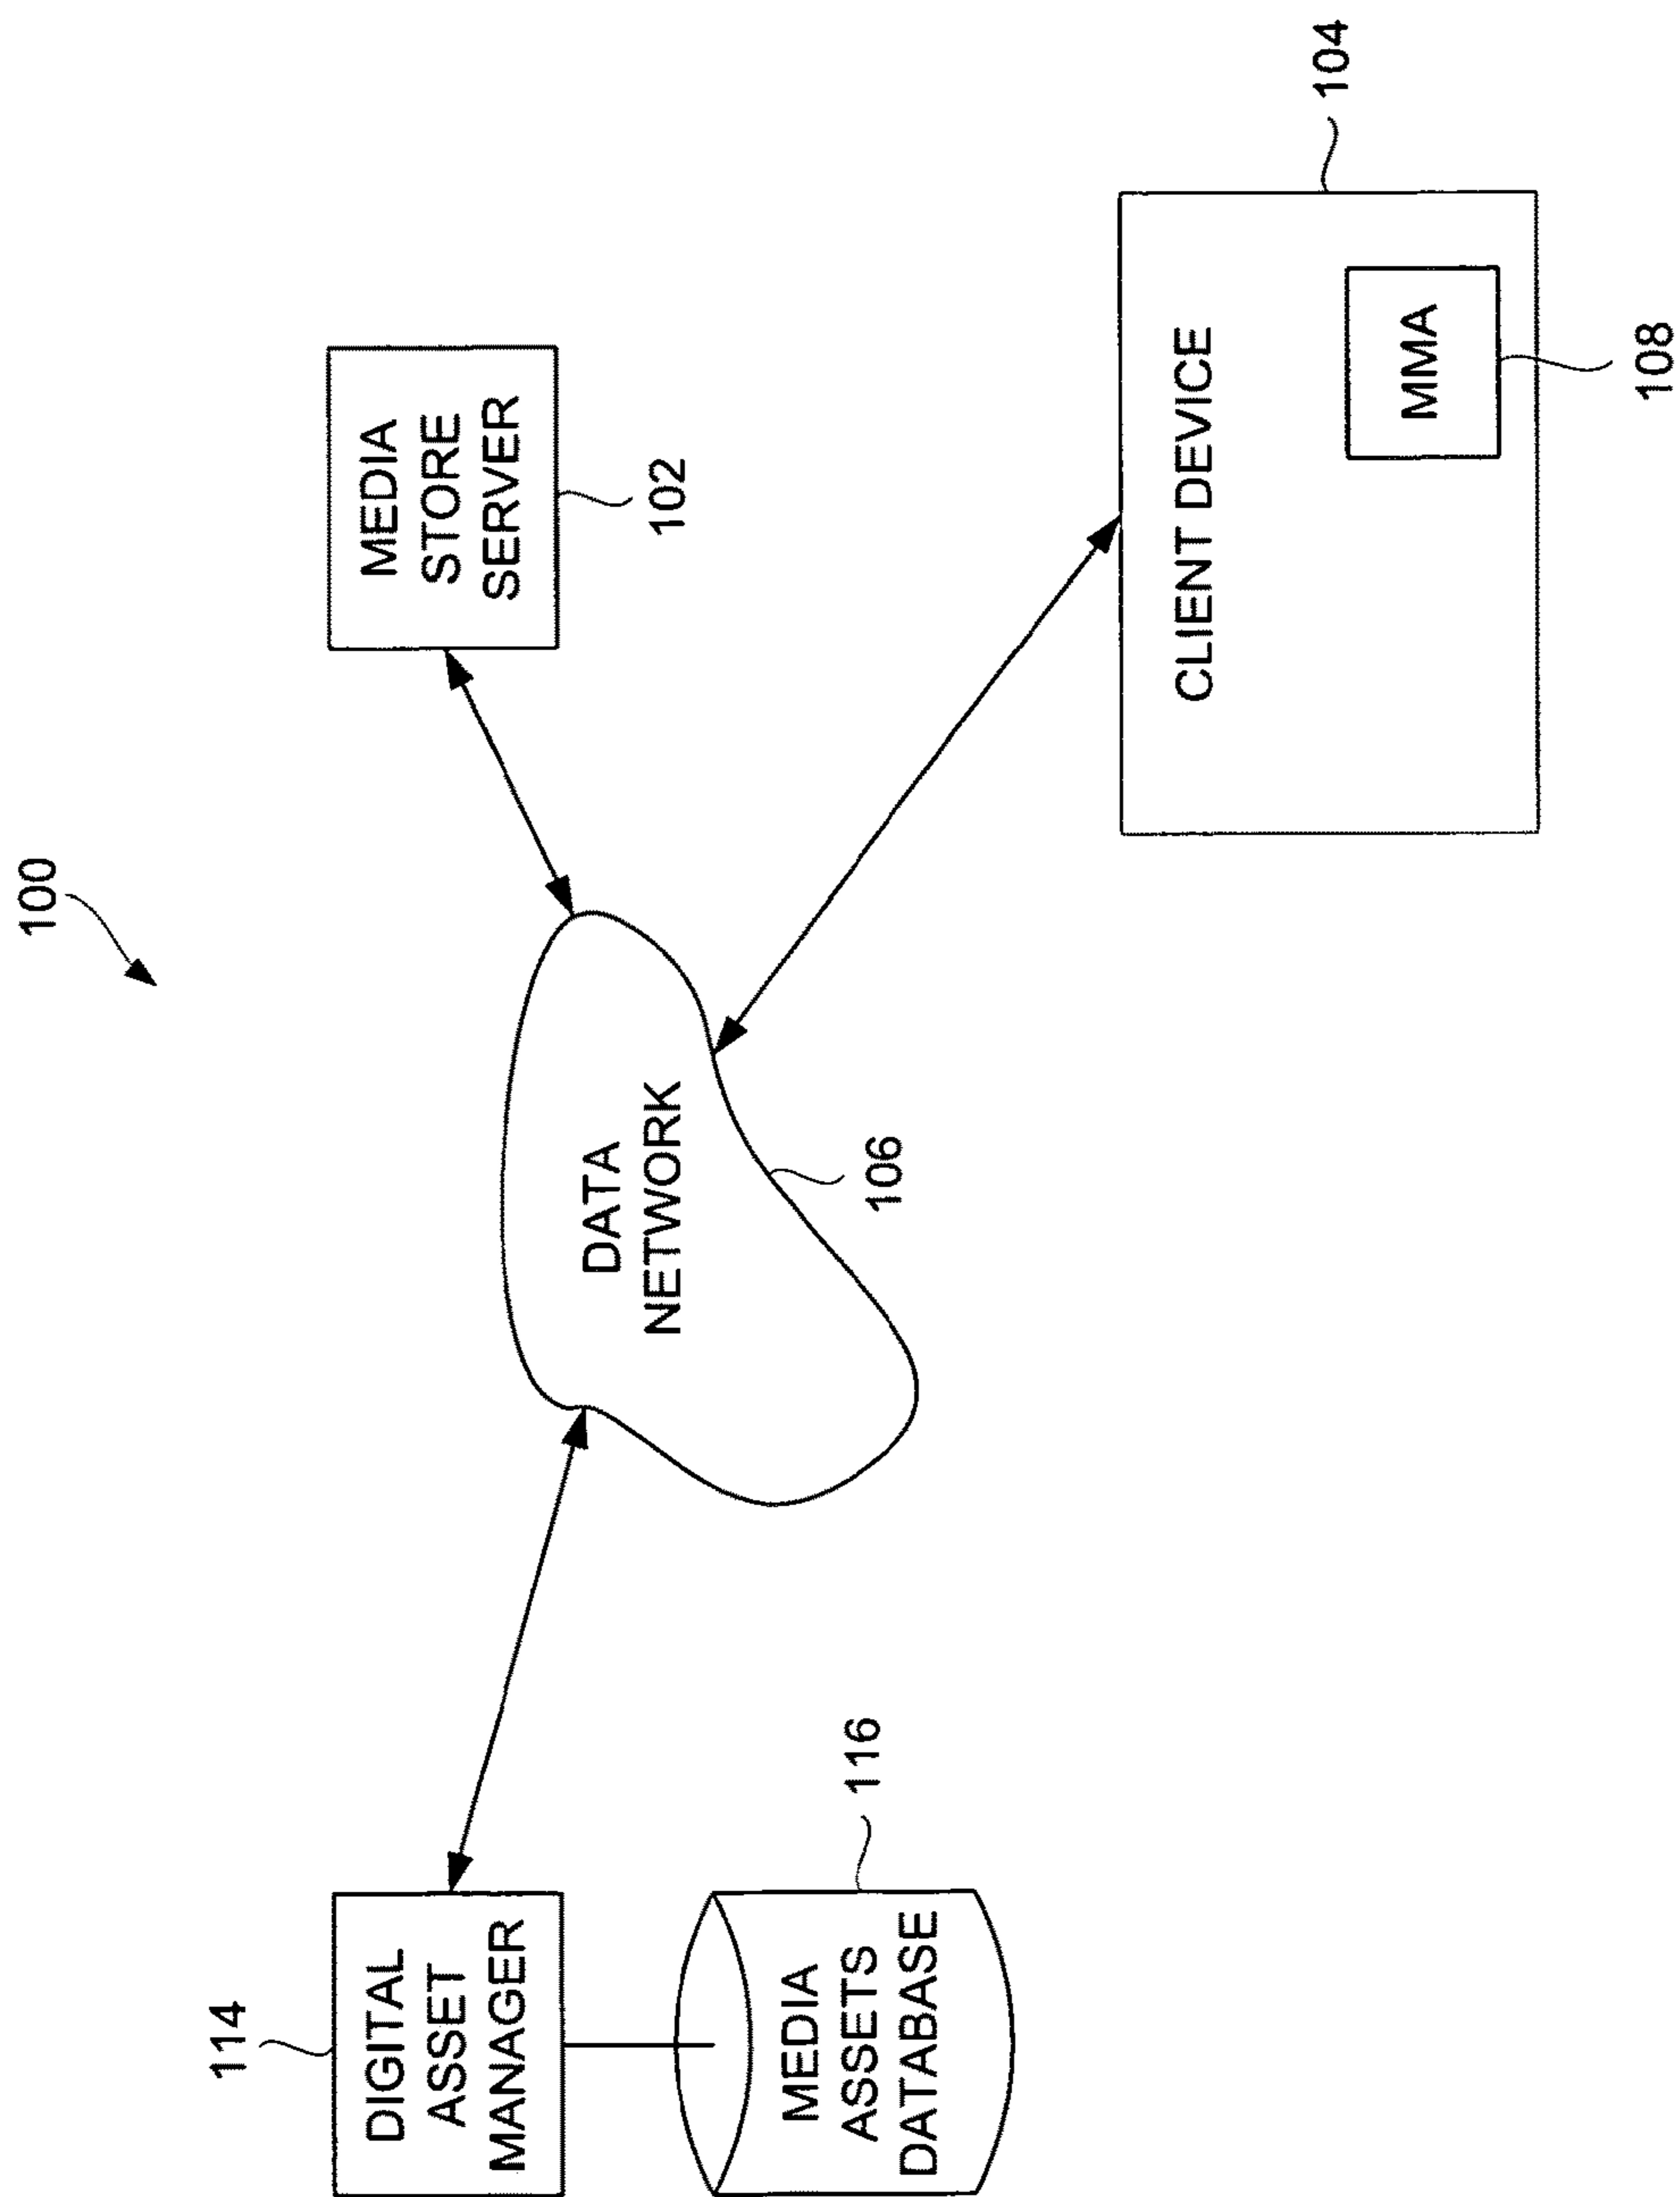 100
114
DIGITAL
ASSET
MANAGER
MEDIA
STORE
SERVER
102
DATA
NETWORK
106
116
MEDIA
ASSETS
DATABASE
104
CLIENT DEVICE
MMA
108